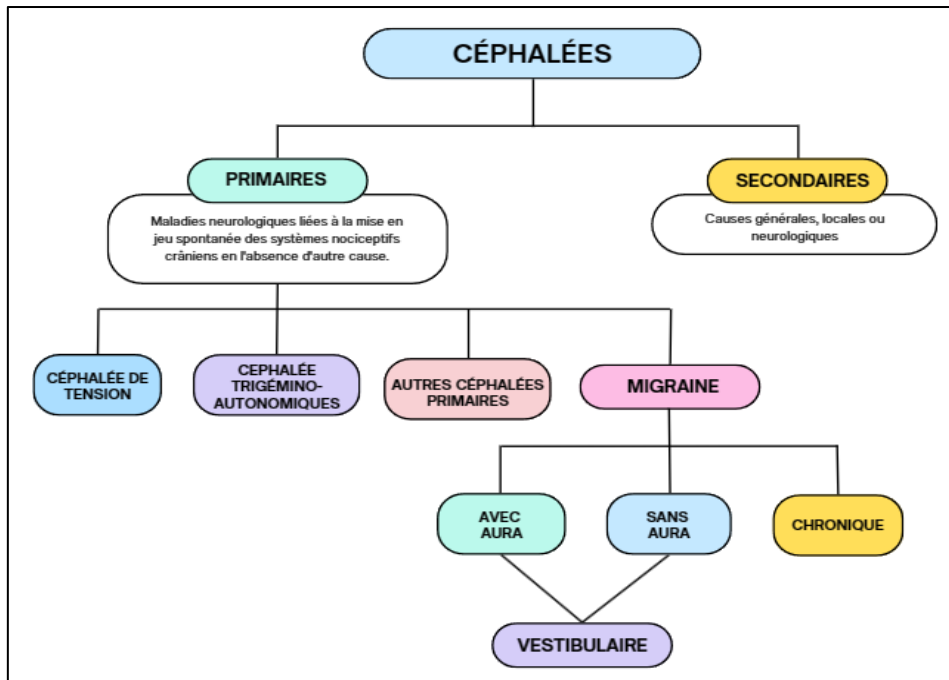 CÉPHALÉES
PRIMAIRES
Maladies neurologiques liées à la mise en
jeu spontanée des systèmes nociceptifs
crâniens en l'absence d'autre cause.
SECONDAIRES
Causes générales, locales ou
neurologiques
CÉPHALÉE DE
TENSION
CEPHALÉE
TRIGÉMINO-
AUTONOMIQUES
AUTRES CÉPHALÉES
PRIMAIRES
MIGRAINE
AVEC
AURA
SANS
AURA
CHRONIQUE
VESTIBULAIRE